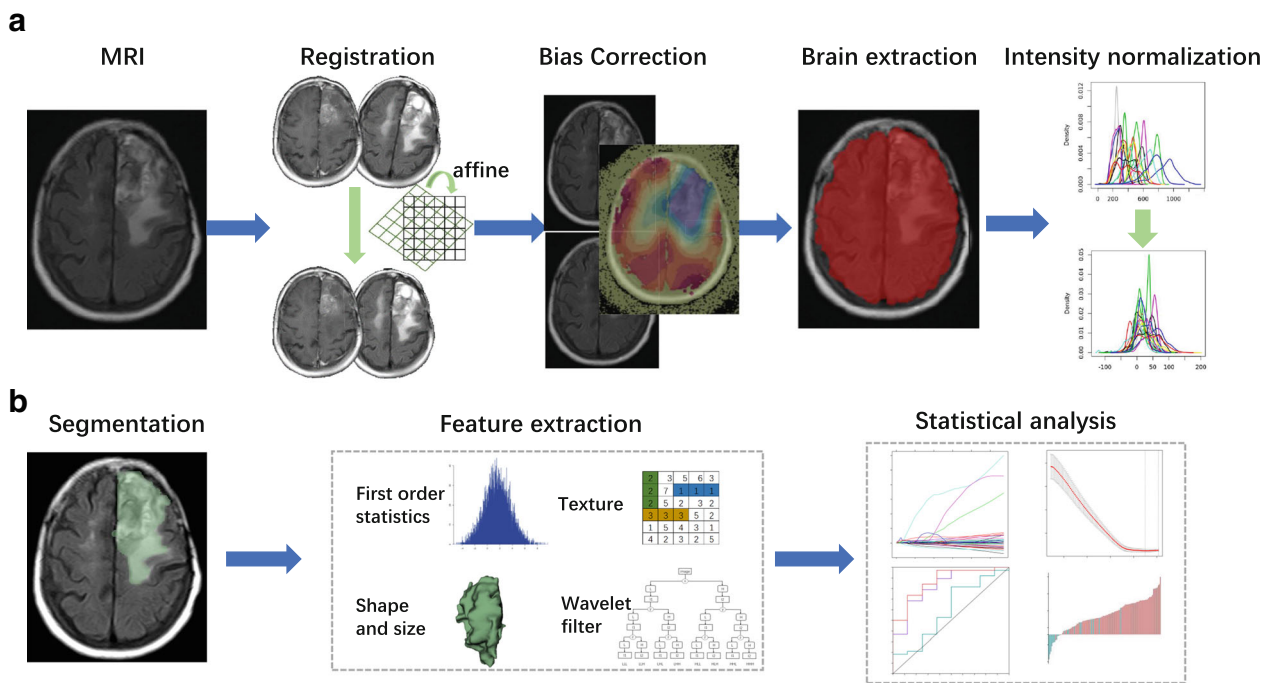 a
MRI
Registration
Bias Correction
Brain extraction
Intensity normalization
affine
Density
0.000
0.004
0.008
0.012
0 200 600 1000
Density
0.00
0.01
0.02
0.03
0.04
0.05
-100 0 50 100 200
b
Segmentation
Feature extraction
Statistical analysis
First order
statistics
Texture
2 3 5 6 3
2 7 1 1 1
2 5 2 3 2
3 3 3 5 2
1 5 4 3 1
4 2 3 2 5
Shape
and size
Wavelet
filter